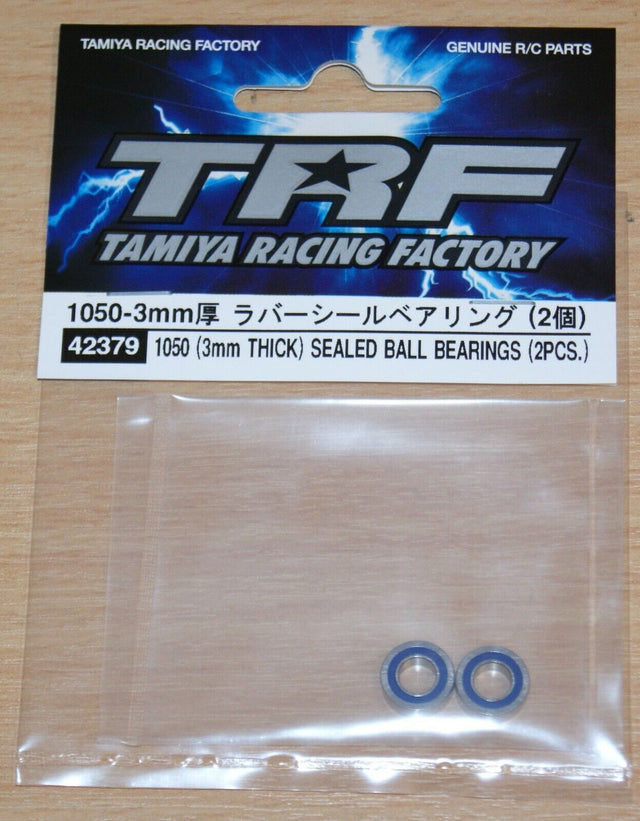 TAMIYA RACING FACTORY GENUINE R/C PARTS
TRF
TAMIYA RACING FACTORY
1050-3mm厚 ラバーシールベアリング (2個)
42379 1050 (3mm THICK) SEALED BALL BEARINGS (2PCS.)